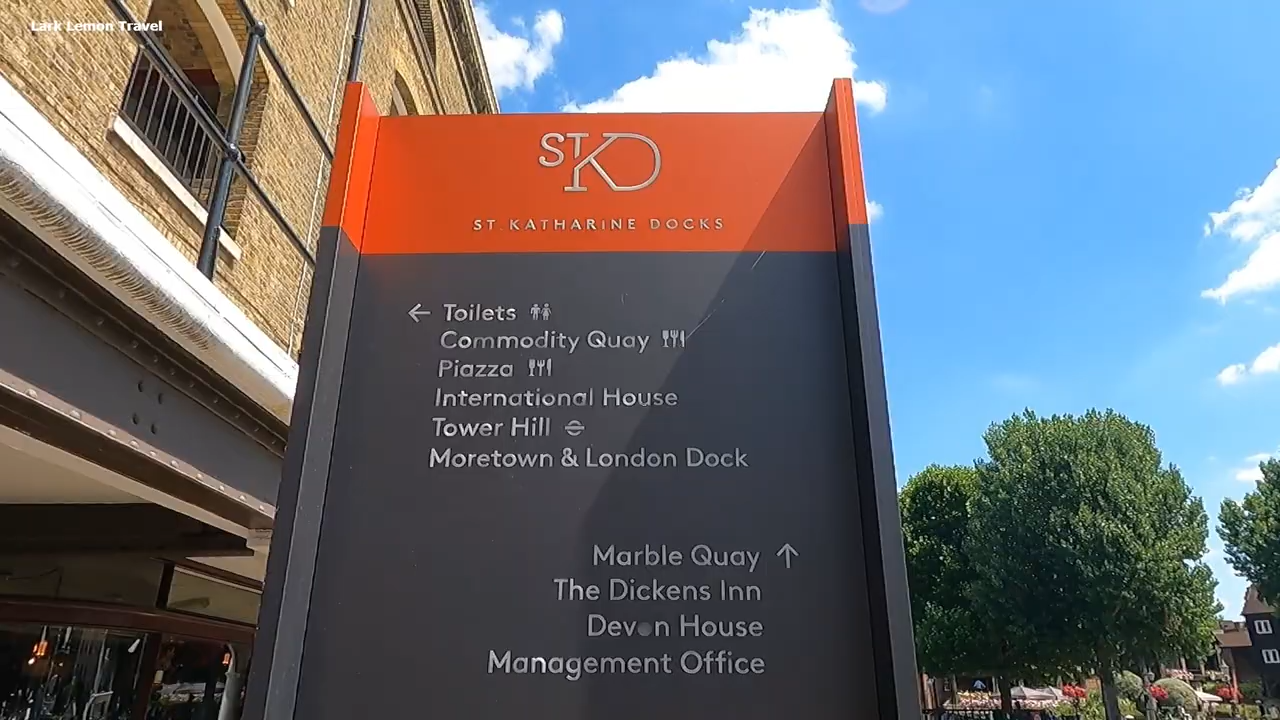 Lark Lemon Travel
STKD
ST KATHARINE DOCKS
← Toilets
Commodity Quay
Piazza
International House
Tower Hill
Moretown & London Dock
Marble Quay ↑
The Dickens Inn
Devon House
Management Office